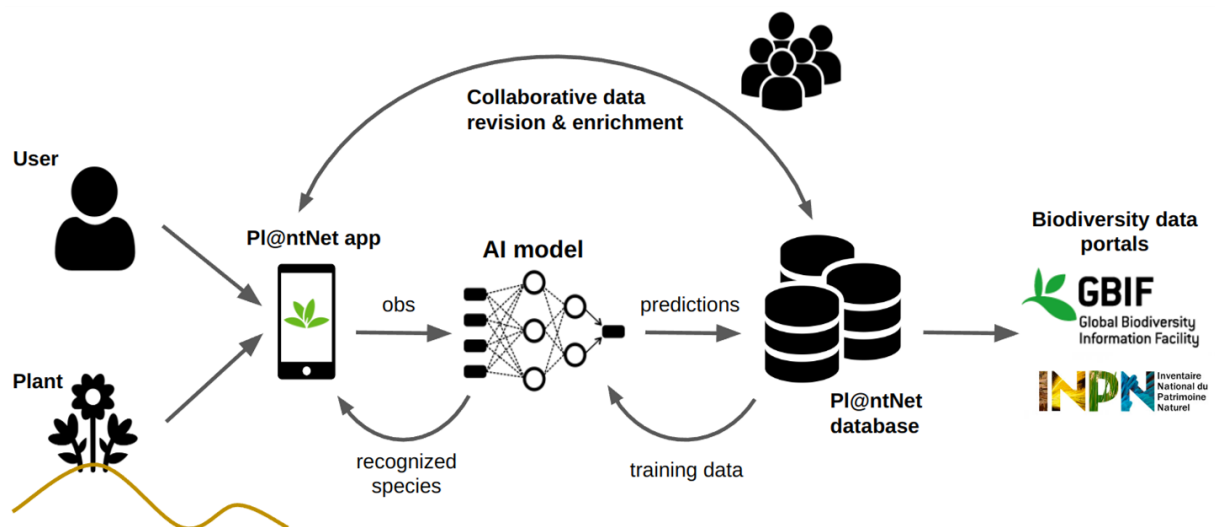 Collaborative data
revision & enrichment
User
Pl@ntNet app
AI model
Biodiversity data
portals
obs
predictions
GBIF
Global Biodiversity
Information Facility
Plant
INPN
Inventaire
National du
Patrimoine
Naturel
Pl@ntNet
database
recognized
species
training data